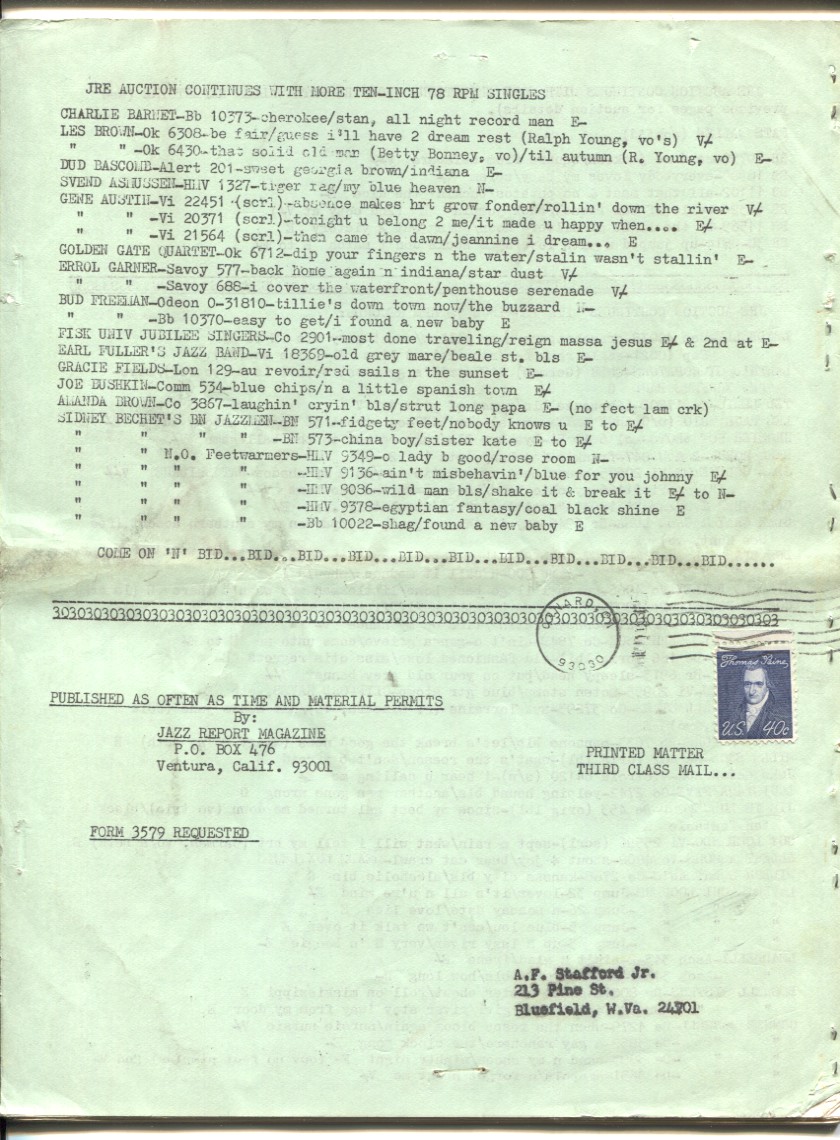 JRE AUCTION CONTINUES WITH MORE TEN-INCH 78 RPM SINGLES
CHARLIE BARNET-Bb 10373-cherokee/stan, all night record man E-
LES BROWN-Ok 6308-be fair/guess i'll have 2 dream rest (Ralph Young, vo's) V/
" " -Ok 6430-that solid old man (Betty Bonney, vo)/til autumn (R. Young, vo) E-
DUD BASCOMB-Alert 201-sweet georgia brown/indiana E-
SVEND ASMUSSEN-HMV 1327-tiger rag/my blue heaven N-
GENE AUSTIN-Vi 22451 (scrl)-absence makes hrt grow fonder/rollin' down the river V/
" " -Vi 20371 (scrl)-tonight u belong 2 me/it made u happy when.... E/
" " -Vi 21564 (scrl)-then came the dawn/jeannine i dream... E
GOLDEN GATE QUARTET-Ok 6712-dip your fingers n the water/stalin wasn't stallin' E-
ERROL GARNER-Savoy 577-back home again n indiana/star dust V/
" " -Savoy 688-i cover the waterfront/penthouse serenade V/
BUD FREEMAN-Odeon O-31810-tillie's down town now/the buzzard N-
" " -Bb 10370-easy to get/i found a new baby E
FISK UNIV JUBILEE SINGERS-Co 2901-most done traveling/reign massa jesus E/ & 2nd at E-
EARL FULLER'S JAZZ BAND-Vi 18369-old grey mare/beale st. bls E-
GRACIE FIELDS-Lon 129-au revoir/red sails n the sunset E-
JOE BUSHKIN-Comm 534-blue chips/n a little spanish town E/
AMANDA BROWN-Co 3867-laughin' cryin' bls/strut long papa E- (no fect lam crk)
SIDNEY BECHET'S BN JAZZMEN-BN 571-fidgety feet/nobody knows u E to E/
" " " " -BN 573-china boy/sister kate E to E/
" " N.O. Feetwarmers-HMV 9349-o lady b good/rose room N-
" " " " -HMV 9136-ain't misbehavin'/blue for you johnny E/
" " " " -HMV 9036-wild man bls/shake it & break it E/ to N-
" " " " -HMV 9378-egyptian fantasy/coal black shine E
" " " " -Bb 10022-shag/found a new baby E
COME ON 'N' BID...BID...BID...BID...BID...BID...LID...BID...BID...BID...BID......
303030303030303030303030303030303030303030303030303030303030303030303030303030303
93030
Thomas Paine
U.S. 40c
PUBLISHED AS OFTEN AS TIME AND MATERIAL PERMITS
By:
JAZZ REPORT MAGAZINE
P.O. BOX 476
Ventura, Calif. 93001
PRINTED MATTER
THIRD CLASS MAIL...
FORM 3579 REQUESTED
A.F. Stafford Jr.
213 Pine St.
Bluefield, W.Va. 24701